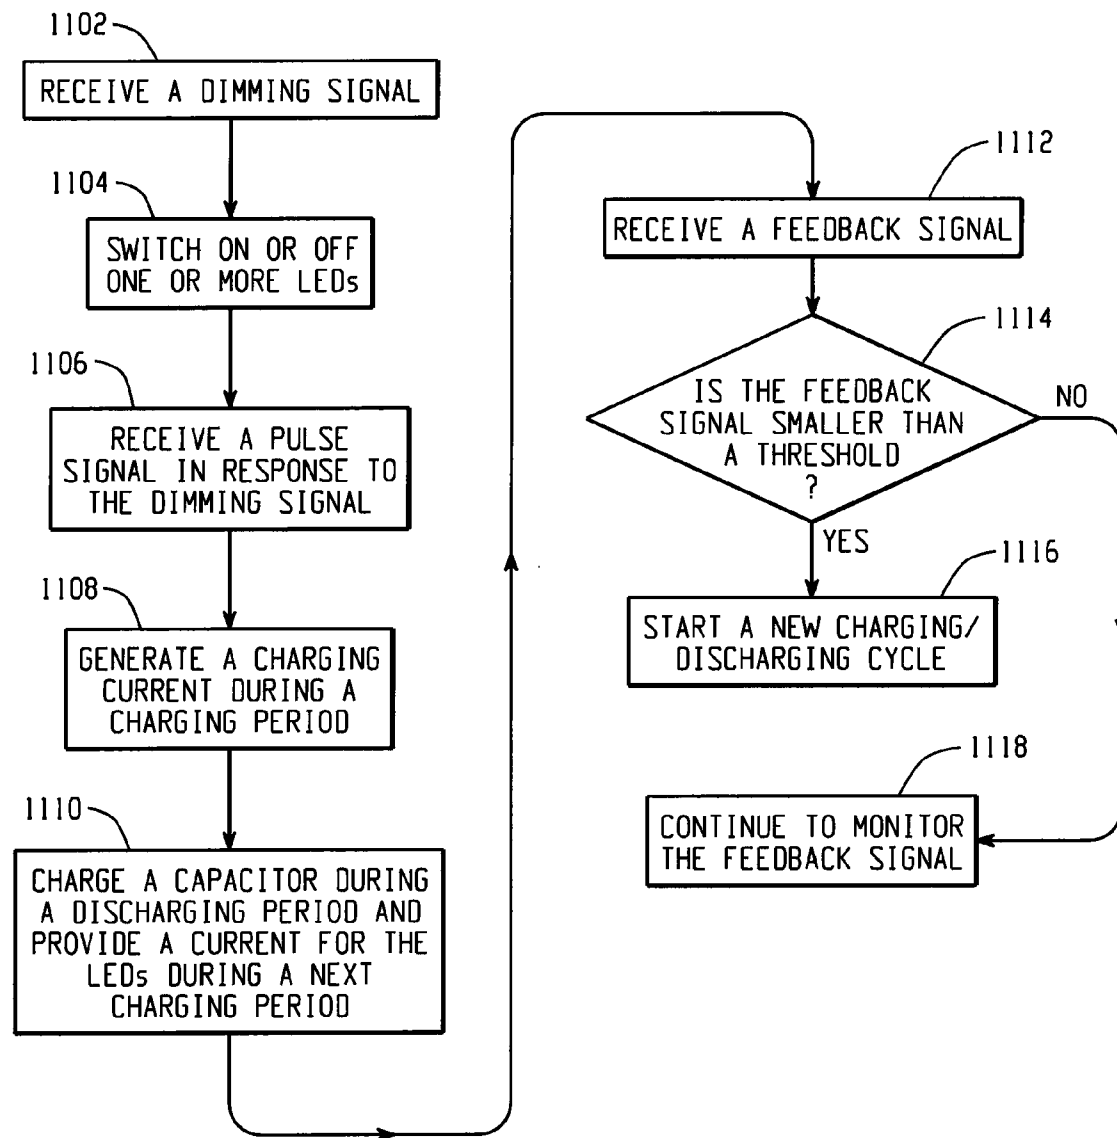 1102
RECEIVE A DIMMING SIGNAL
1104
SWITCH ON OR OFF
ONE OR MORE LEDs
1106
RECEIVE A PULSE
SIGNAL IN RESPONSE TO
THE DIMMING SIGNAL
1108
GENERATE A CHARGING
CURRENT DURING A
CHARGING PERIOD
1110
CHARGE A CAPACITOR DURING
A DISCHARGING PERIOD AND
PROVIDE A CURRENT FOR THE
LEDs DURING A NEXT
CHARGING PERIOD
1112
RECEIVE A FEEDBACK SIGNAL
1114
IS THE FEEDBACK
SIGNAL SMALLER THAN
A THRESHOLD
?
NO
YES
1116
START A NEW CHARGING/
DISCHARGING CYCLE
1118
CONTINUE TO MONITOR
THE FEEDBACK SIGNAL